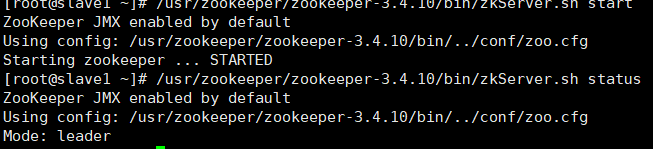 [root@slave1 ~]# /usr/zookeeper/zookeeper-3.4.10/bin/zkServer.sh start
ZooKeeper JMX enabled by default
Using config: /usr/zookeeper/zookeeper-3.4.10/bin/../conf/zoo.cfg
Starting zookeeper ... STARTED
[root@slave1 ~]# /usr/zookeeper/zookeeper-3.4.10/bin/zkServer.sh status
ZooKeeper JMX enabled by default
Using config: /usr/zookeeper/zookeeper-3.4.10/bin/../conf/zoo.cfg
Mode: leader